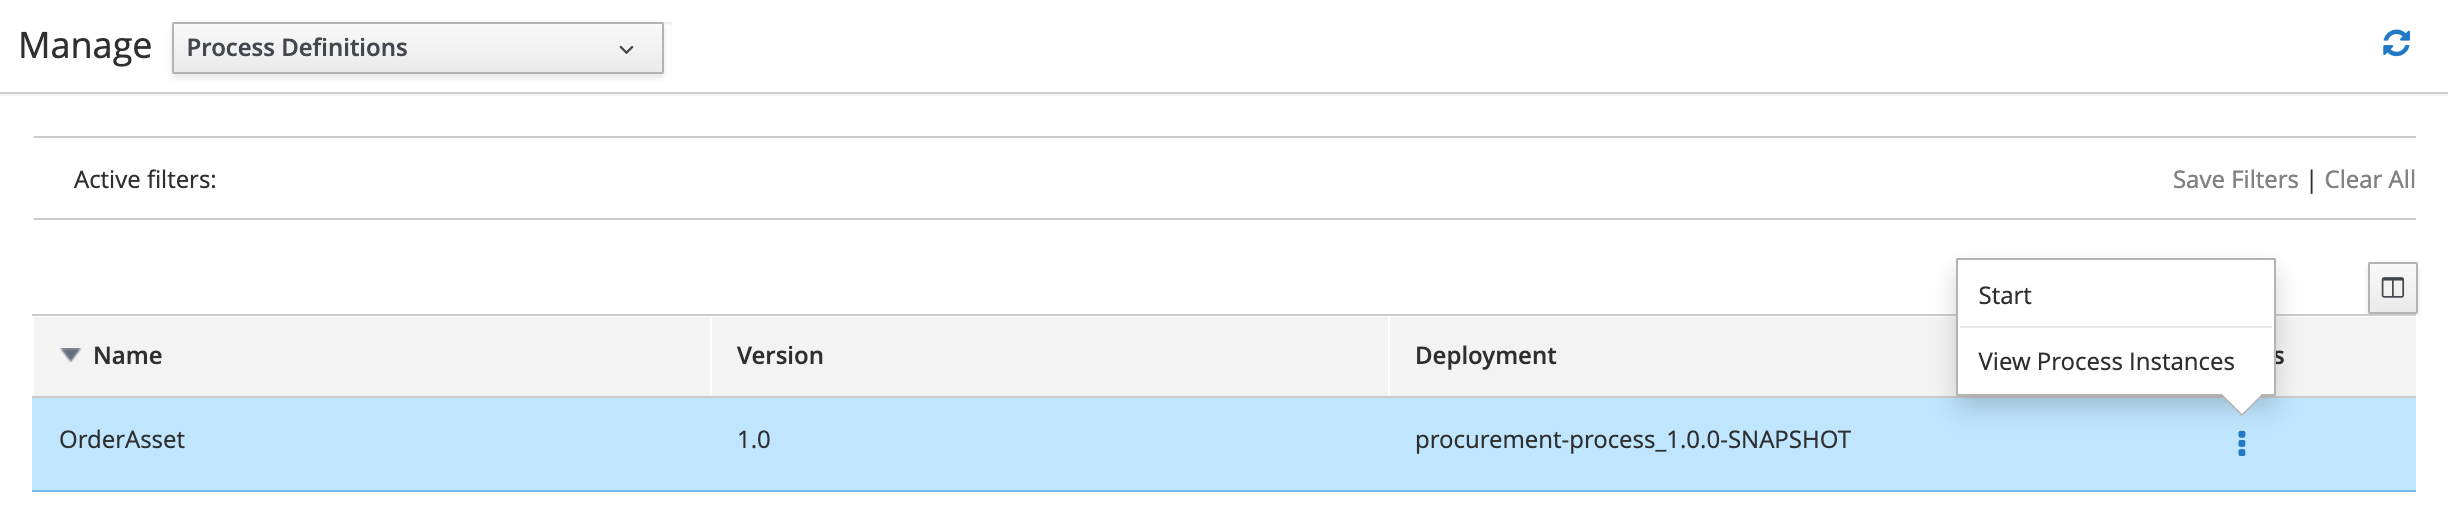 Manage Process Definitions
Active filters:
Save Filters | Clear All
Start
View Process Instances
Name Version Deployment s
OrderAsset 1.0 procurement-process_1.0.0-SNAPSHOT